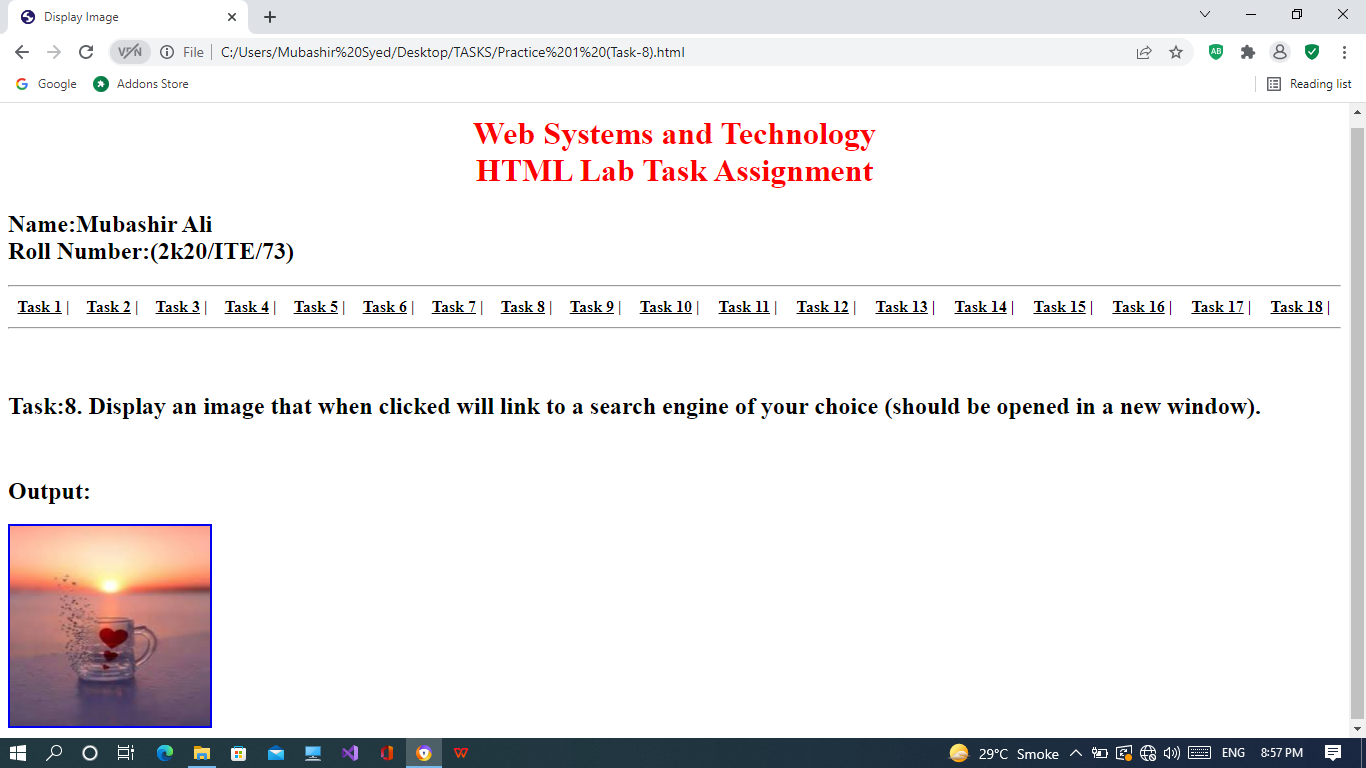 Display Image
VPN
File
C:/Users/Mubashir%20Syed/Desktop/TASKS/Practice%201%20(Task-8).html
AB
Google
Addons Store
Reading list
Web Systems and Technology
HTML Lab Task Assignment
Name:Mubashir Ali
Roll Number:(2k20/ITE/73)
Task 1 | Task 2 | Task 3 | Task 4 | Task 5 | Task 6 | Task 7 | Task 8 | Task 9 | Task 10 | Task 11 | Task 12 | Task 13 | Task 14 | Task 15 | Task 16 | Task 17 | Task 18 |
Task:8. Display an image that when clicked will link to a search engine of your choice (should be opened in a new window).
Output:
29°C Smoke ENG 8:57 PM